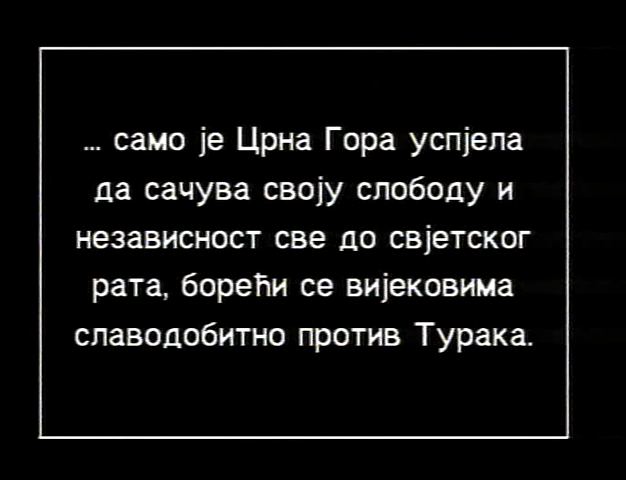 ... само је Црна Гора успјела
да сачува своју слободу и
независност све до свјетског
рата, борећи се вијековима
славодобитно против Турака.